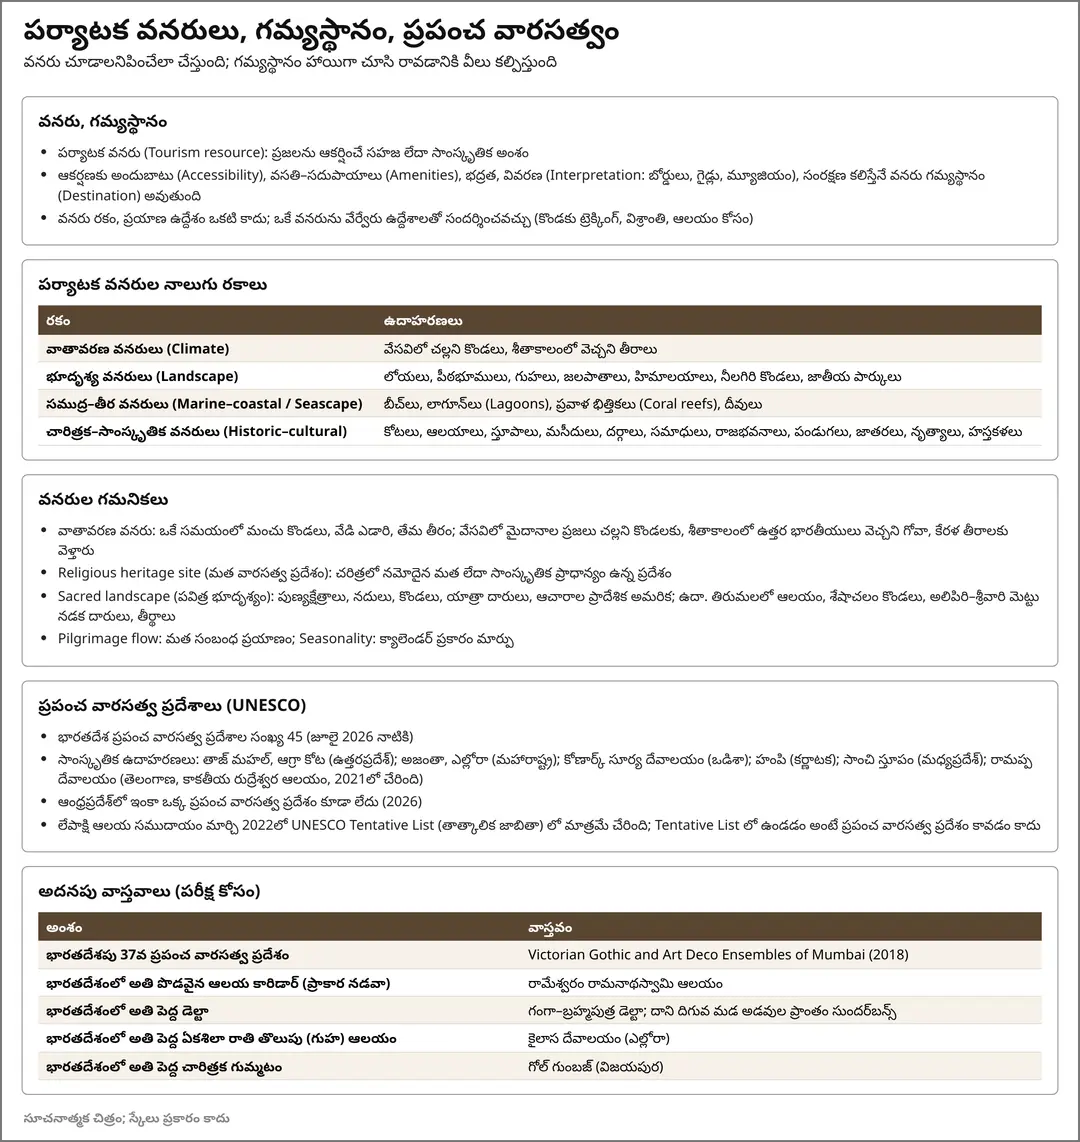 పర్యాటక వనరులు, గమ్యస్థానం, ప్రపంచ వారసత్వం
వనరు చూడాలనిపించేలా చేస్తుంది; గమ్యస్థానం హాయిగా చూసి రావడానికి వీలు కల్పిస్తుంది
వనరు, గమ్యస్థానం
• పర్యాటక వనరు (Tourism resource): ప్రజలను ఆకర్షించే సహజ లేదా సాంస్కృతిక అంశం
• ఆకర్షణకు అందుబాటు (Accessibility), వసతి–సదుపాయాలు (Amenities), భద్రత, వివరణ (Interpretation: బోర్డులు, గైడ్లు, మ్యూజియం), సంరక్షణ కలిస్తేనే వనరు గమ్యస్థానం
(Destination) అవుతుంది
• వనరు రకం, ప్రయాణ ఉద్దేశం ఒకటి కాదు; ఒకే వనరును వేర్వేరు ఉద్దేశాలతో సందర్శించవచ్చు (కొండకు ట్రెక్కింగ్, విశ్రాంతి, ఆలయం కోసం)
పర్యాటక వనరుల నాలుగు రకాలు
రకం ఉదాహరణలు
వాతావరణ వనరులు (Climate) వేసవిలో చల్లని కొండలు, శీతాకాలంలో వెచ్చని తీరాలు
భూదృశ్య వనరులు (Landscape) లోయలు, పీఠభూములు, గుహలు, జలపాతాలు, హిమాలయాలు, నీలగిరి కొండలు, జాతీయ పార్కులు
సముద్ర–తీర వనరులు (Marine–coastal / Seascape) బీచ్‌లు, లాగూన్‌లు (Lagoons), ప్రవాళ భిత్తికలు (Coral reefs), దీవులు
చారిత్రక–సాంస్కృతిక వనరులు (Historic–cultural) కోటలు, ఆలయాలు, స్తూపాలు, మసీదులు, దర్గాలు, సమాధులు, రాజభవనాలు, పండుగలు, జాతరలు, నృత్యాలు, హస్తకళలు
వనరుల గమనికలు
• వాతావరణ వనరు: ఒకే సమయంలో మంచు కొండలు, వేడి ఎడారి, తేమ తీరం; వేసవిలో మైదానాల ప్రజలు చల్లని కొండలకు, శీతాకాలంలో ఉత్తర భారతీయులు వెచ్చని గోవా, కేరళ తీరాలకు
వెళ్తారు
• Religious heritage site (మత వారసత్వ ప్రదేశం): చరిత్రలో నమోదైన మత లేదా సాంస్కృతిక ప్రాధాన్యం ఉన్న ప్రదేశం
• Sacred landscape (పవిత్ర భూదృశ్యం): పుణ్యక్షేత్రాలు, నదులు, కొండలు, యాత్రా దారులు, ఆచారాల ప్రాదేశిక అమరిక; ఉదా. తిరుమలలో ఆలయం, శేషాచలం కొండలు, అలిపిరి–శ్రీవారి మెట్టు
నడక దారులు, తీర్థాలు
• Pilgrimage flow: మత సంబంధ ప్రయాణం; Seasonality: క్యాలెండర్ ప్రకారం మార్పు
ప్రపంచ వారసత్వ ప్రదేశాలు (UNESCO)
• భారతదేశ ప్రపంచ వారసత్వ ప్రదేశాల సంఖ్య 45 (జూలై 2026 నాటికి)
• సాంస్కృతిక ఉదాహరణలు: తాజ్ మహల్, ఆగ్రా కోట (ఉత్తరప్రదేశ్); అజంతా, ఎల్లోరా (మహారాష్ట్ర); కోణార్క్ సూర్య దేవాలయం (ఒడిశా); హంపి (కర్ణాటక); సాంచి స్తూపం (మధ్యప్రదేశ్); రామప్ప
దేవాలయం (తెలంగాణ, కాకతీయ రుద్రేశ్వర ఆలయం, 2021లో చేరింది)
• ఆంధ్రప్రదేశ్‌లో ఇంకా ఒక్క ప్రపంచ వారసత్వ ప్రదేశం కూడా లేదు (2026)
• లేపాక్షి ఆలయ సముదాయం మార్చి 2022లో UNESCO Tentative List (తాత్కాలిక జాబితా) లో మాత్రమే చేరింది; Tentative List లో ఉండడం అంటే ప్రపంచ వారసత్వ ప్రదేశం కావడం కాదు
అదనపు వాస్తవాలు (పరీక్ష కోసం)
అంశం వాస్తవం
భారతదేశపు 37వ ప్రపంచ వారసత్వ ప్రదేశం Victorian Gothic and Art Deco Ensembles of Mumbai (2018)
భారతదేశంలో అతి పొడవైన ఆలయ కారిడార్ (ప్రాకార నడవా) రామేశ్వరం రామనాథస్వామి ఆలయం
భారతదేశంలో అతి పెద్ద డెల్టా గంగా–బ్రహ్మపుత్ర డెల్టా; దాని దిగువ మడ అడవుల ప్రాంతం సుందర్‌బన్స్
భారతదేశంలో అతి పెద్ద ఏకశిలా రాతి తొలుపు (గుహ) ఆలయం కైలాస దేవాలయం (ఎల్లోరా)
భారతదేశంలో అతి పెద్ద చారిత్రక గుమ్మటం గోల్ గుంబజ్ (విజయపుర)
సూచనాత్మక చిత్రం; స్కేలు ప్రకారం కాదు